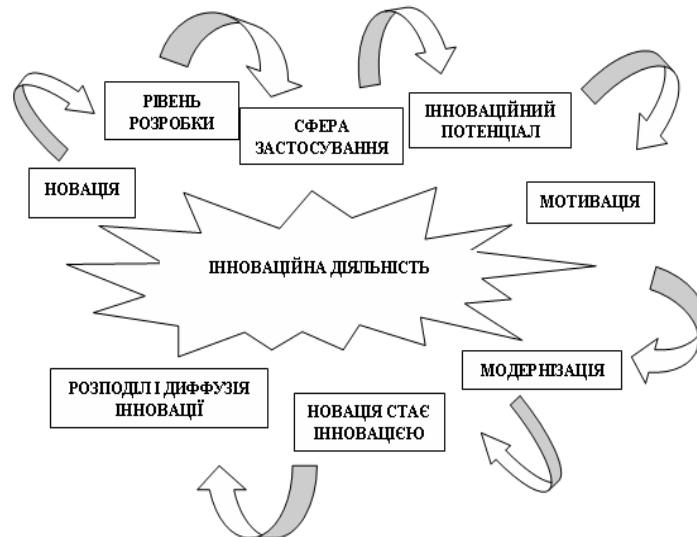 РІВЕНЬ
РОЗРОБКИ
СФЕРА
ЗАСТОСУВАННЯ
ІННОВАЦІЙНИЙ
ПОТЕНЦІАЛ
НОВАЦІЯ
МОТИВАЦІЯ
ІННОВАЦІЙНА ДІЯЛЬНІСТЬ
МОДЕРНІЗАЦІЯ
РОЗПОДІЛ І ДИФФУЗІЯ
ІННОВАЦІЇ
НОВАЦІЯ СТАЄ
ІННОВАЦІЄЮ